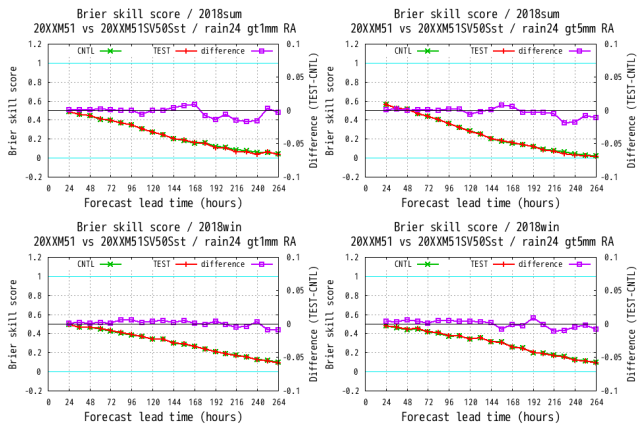 Brier skill score / 2018sum
20XXM51 vs 20XXM51SV50Sst / rain24 gt1mm RA
CNTL TEST difference
Brier skill score
1.2
1
0.8
0.6
0.4
0.2
0
-0.2
0.1
0.05
0
-0.05
-0.1
Difference (TEST-CNTL)
0 24 48 72 96 120 144 168 192 216 240 264
Forecast lead time (hours)
Brier skill score / 2018sum
20XXM51 vs 20XXM51SV50Sst / rain24 gt5mm RA
CNTL TEST difference
Brier skill score
1.2
1
0.8
0.6
0.4
0.2
0
-0.2
0.1
0.05
0
-0.05
-0.1
Difference (TEST-CNTL)
0 24 48 72 96 120 144 168 192 216 240 264
Forecast lead time (hours)
Brier skill score / 2018win
20XXM51 vs 20XXM51SV50Sst / rain24 gt1mm RA
CNTL TEST difference
Brier skill score
1.2
1
0.8
0.6
0.4
0.2
0
-0.2
0.1
0.05
0
-0.05
-0.1
Difference (TEST-CNTL)
0 24 48 72 96 120 144 168 192 216 240 264
Forecast lead time (hours)
Brier skill score / 2018win
20XXM51 vs 20XXM51SV50Sst / rain24 gt5mm RA
CNTL TEST difference
Brier skill score
1.2
1
0.8
0.6
0.4
0.2
0
-0.2
0.1
0.05
0
-0.05
-0.1
Difference (TEST-CNTL)
0 24 48 72 96 120 144 168 192 216 240 264
Forecast lead time (hours)